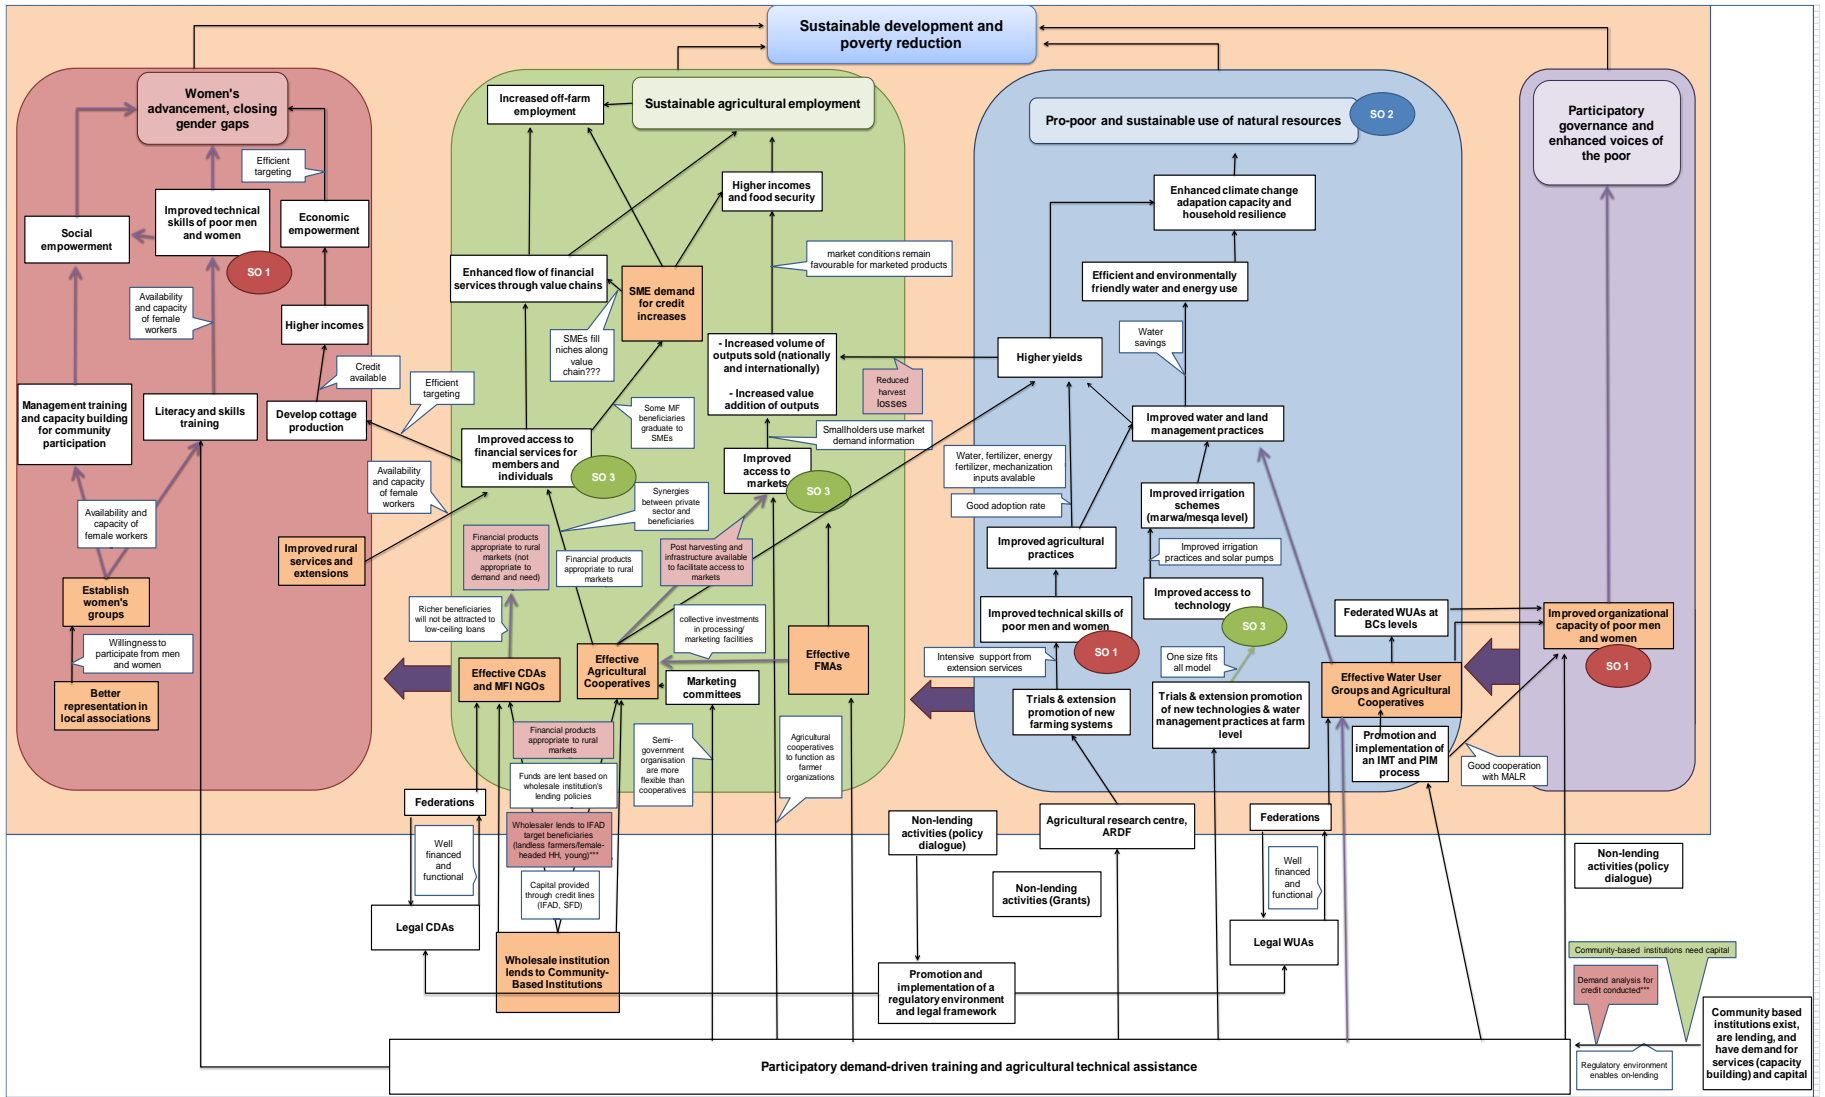 Sustainable development and
poverty reduction
Women's
advancement, closing
gender gaps
Efficient
targeting
Improved technical
skills of poor men
and women
Social
empowerment
Economic
empowerment
SO 1
Availability
and capacity
of female
workers
Higher incomes
Credit
available
Efficient
targeting
Management training
and capacity building
for community
participation
Literacy and skills
training
Develop cottage
production
Availability
and capacity
of female
workers
Availability and
capacity of
female workers
Improved rural
services and
extensions
Establish
women's
groups
Willingness to
participate from men
and women
Better
representation in
local associations
Increased off-farm
employment
Sustainable agricultural employment
Higher incomes
and food security
market conditions remain
favourable for marketed products
Enhanced flow of financial
services through value chains
SME demand
for credit
increases
SMEs fill
niches along
value
chain???
- Increased volume of
outputs sold (nationally
and internationally)
- Increased value
addition of outputs
Reduced
harvest
losses
Some MF
beneficiaries
graduate to
SMEs
Smallholders use market
demand information
Improved access to
financial services for
members and
individuals
SO 3
Improved
access to
markets
SO 3
Synergies
between private
sector and
beneficiaries
Financial products
appropriate to rural
markets (not
appropriate to
demand and need)
Financial products
appropriate to rural
markets
Post harvesting and
infrastructure available
to facilitate access to
markets
Richer beneficiaries
will not be attracted to
low-ceiling loans
collective investments
in processing/
marketing facilities
Effective CDAs
and MFI NGOs
Effective
Agricultural
Cooperatives
Marketing
committees
Effective
FMAs
Financial products
appropriate to rural
markets
Semi-
government
organisation
are more
flexible than
cooperatives
Agricultural
cooperatives
to function as
farmer
organizations
Funds are lent based on
wholesale institution's
lending policies
Wholesaler lends to IFAD
target beneficiaries
(landless farmers/female-
headed HH, young)***
Capital provided
through credit lines
(IFAD, SFD)
Federations
Well
financed
and
functional
Legal CDAs
Wholesale institution
lends to Community-
Based Institutions
Pro-poor and sustainable use of natural resources
SO 2
Enhanced climate change
adapation capacity and
household resilience
Efficient and environmentally
friendly water and energy use
Water
savings
Higher yields
Improved water and land
management practices
Water, fertilizer, energy
fertilizer, mechanization
inputs avalable
Good adoption rate
Improved irrigation
schemes
(marwa/mesqa level)
Improved agricultural
practices
Improved irrigation
practices and solar pumps
Improved access to
technology
SO 3
Improved technical skills of
poor men and women
SO 1
Intensive support from
extension services
One size fits
all model
Trials & extension
promotion of new
farming systems
Trials & extension promotion
of new technologies & water
management practices at farm
level
Federated WUAs at
BCs levels
Effective Water User
Groups and Agricultural
Cooperatives
Promotion and
implementation of
an IMT and PIM
process
Good cooperation
with MALR
Participatory
governance and
enhanced voices of
the poor
Improved organizational
capacity of poor men
and women
SO 1
Non-lending
activities (policy
dialogue)
Agricultural research centre,
ARDF
Non-lending
activities (Grants)
Federations
Well
financed
and
functional
Legal WUAs
Non-lending
activities (policy
dialogue)
Promotion and
implementation of a
regulatory environment
and legal framework
Community-based institutions need capital
Demand analysis for
credit conducted***
Regulatory environment
enables on-lending
Community based
institutions exist,
are lending, and
have demand for
services (capacity
building) and capital
Participatory demand-driven training and agricultural technical assistance